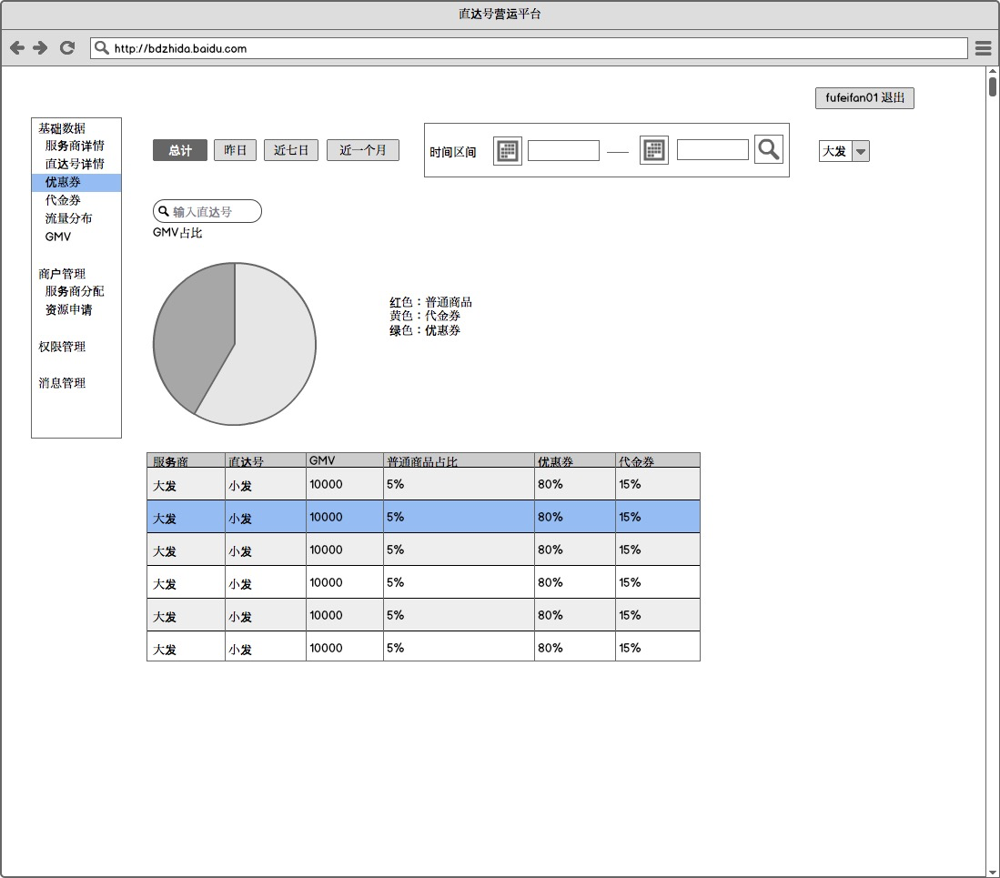 直达号营运平台
http://bdzhida.baidu.com
fufeifan01 退出
基础数据
服务商详情
直达号详情
优惠券
代金券
流量分布
GMV
商户管理
服务商分配
资源申请
权限管理
消息管理
总计 昨日 近七日 近一个月 时间区间 大发
输入直达号
GMV占比
红色：普通商品
黄色：代金券
绿色：优惠券
服务商 直达号 GMV 普通商品占比 优惠券 代金券
大发 小发 10000 5% 80% 15%
大发 小发 10000 5% 80% 15%
大发 小发 10000 5% 80% 15%
大发 小发 10000 5% 80% 15%
大发 小发 10000 5% 80% 15%
大发 小发 10000 5% 80% 15%